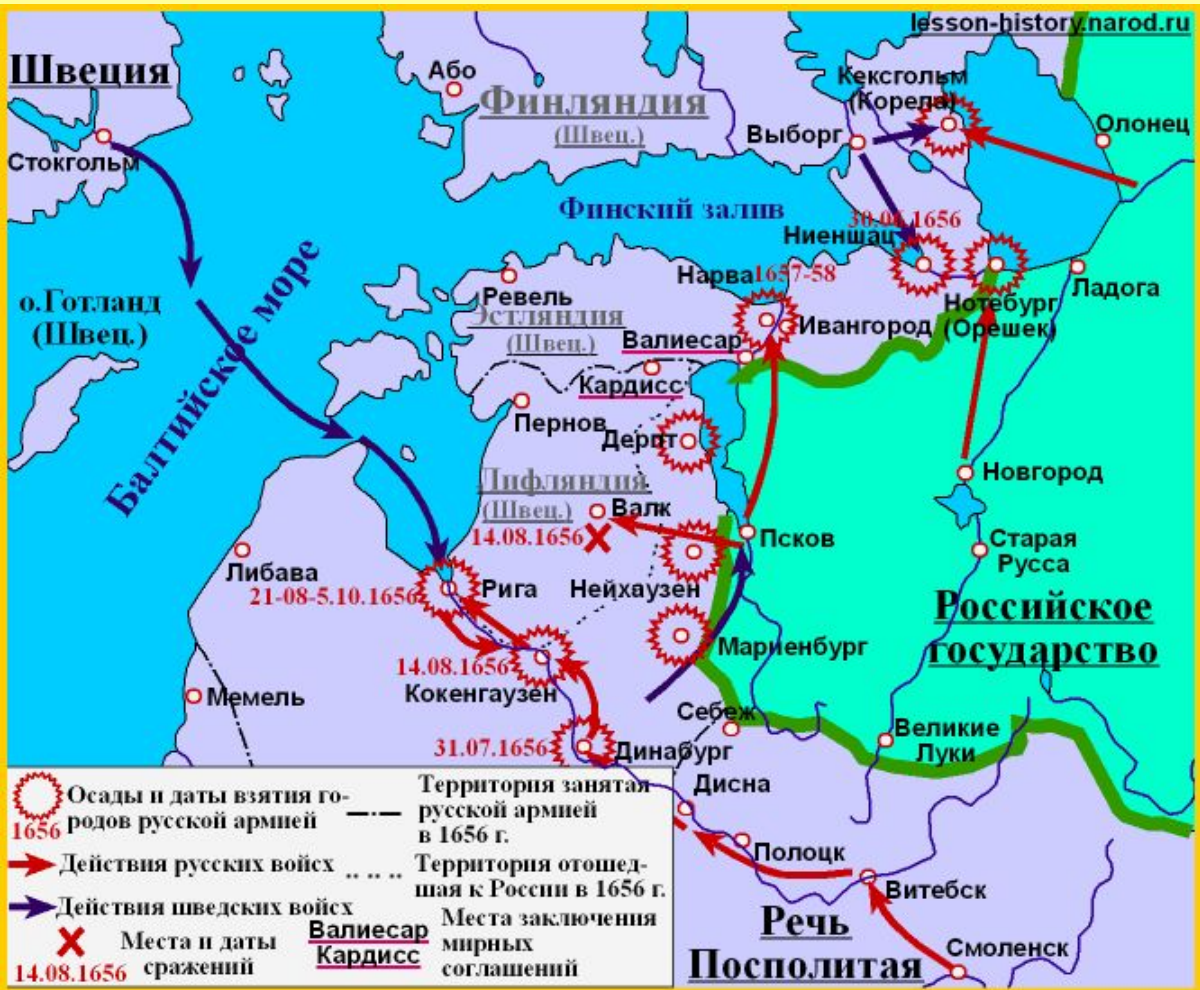 lesson-history.narod.ru
Швеция
Або
Финляндия
(Швец.)
Кексгольм
(Корела)
Выборг
Олонец
Стокгольм
Финский залив
30.06.1656
Ниеншац
Нарва
1657-58
Ладога
Нотебург
(Орешек)
о.Готланд
(Швец.)
Балтийское море
Ревель
Эстляндия
(Швец.)
Ивангород
Валиесар
Кардисс
Пернов
Дерпт
Лифляндия
(Швец.)
Валк
14.08.1656
Новгород
Псков
Старая
Русса
Либава
Рига
21-08-5.10.1656
Нейхаузен
Российское
государство
Мариенбург
14.08.1656
Кокенгаузен
Мемель
Себеж
Великие
Луки
31.07.1656
Динабург
Дисна
Полоцк
Витебск
Речь
Посполитая
Смоленск
Осады и даты взятия го-
родов русской армией
1656
Действия русских войсх
Действия шведских войсх
Места и даты
сражений
14.08.1656
Территория занятая
русской армией
в 1656 г.
Территория отошед-
шая к России в 1656 г.
Валиесар
Кардисс
Места заключения
мирных
соглашений